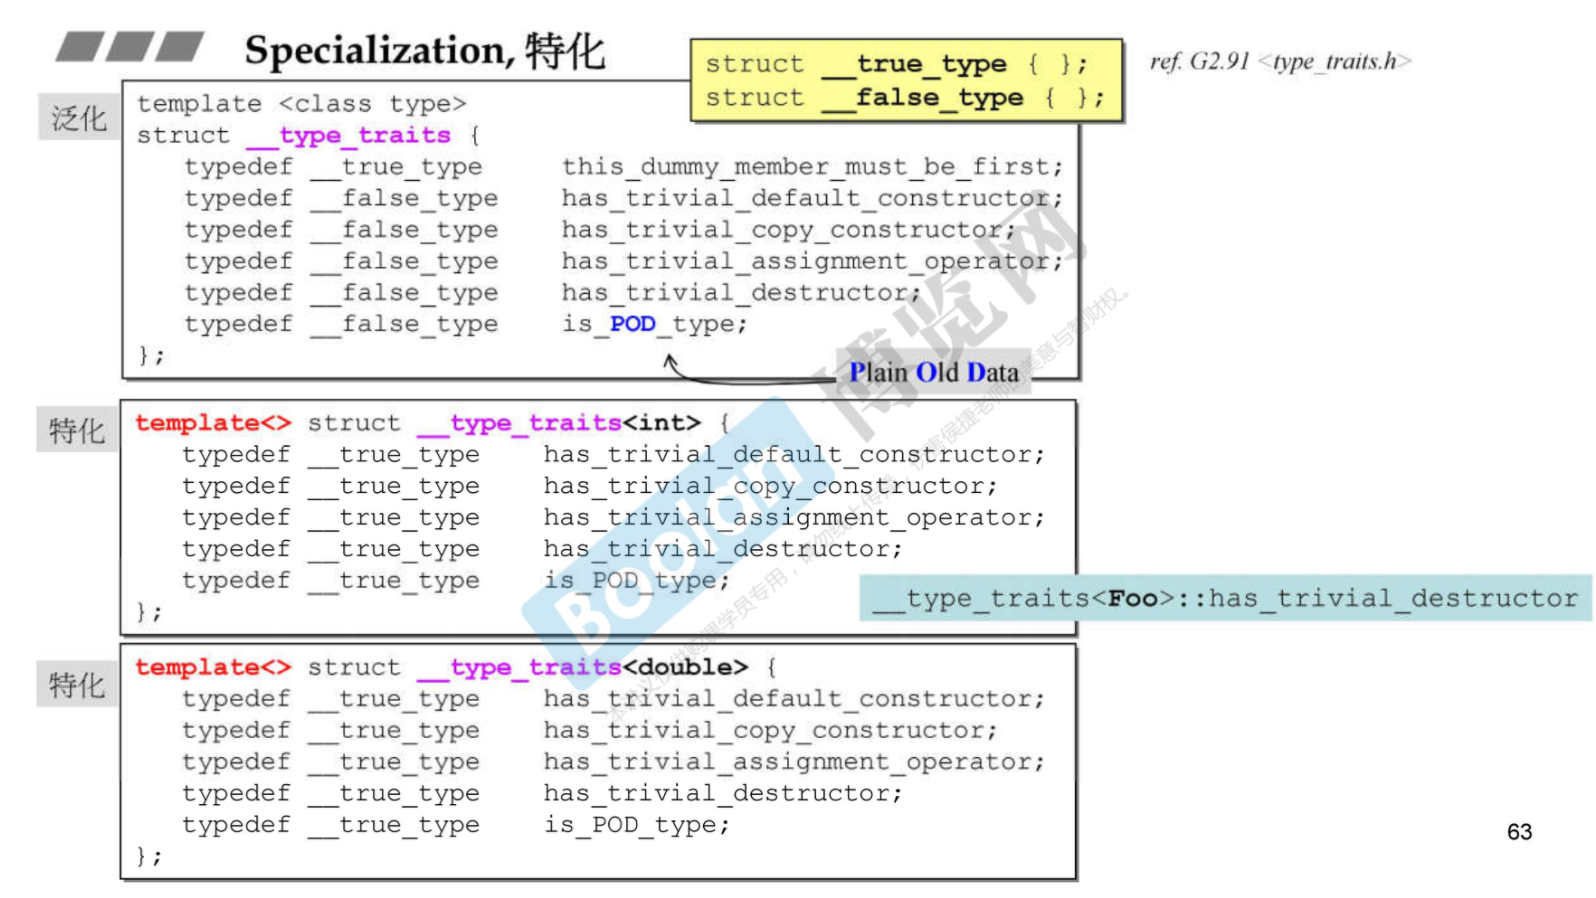 Specialization, 特化
struct __true_type { };
struct __false_type { };
ref. G2.91 <type_traits.h>
泛化
template <class type>
struct __type_traits {
typedef __true_type this_dummy_member_must_be_first;
typedef __false_type has_trivial_default_constructor;
typedef __false_type has_trivial_copy_constructor;
typedef __false_type has_trivial_assignment_operator;
typedef __false_type has_trivial_destructor;
typedef __false_type is_POD_type;
};
Plain Old Data
特化
template<> struct __type_traits<int> {
typedef __true_type has_trivial_default_constructor;
typedef __true_type has_trivial_copy_constructor;
typedef __true_type has_trivial_assignment_operator;
typedef __true_type has_trivial_destructor;
typedef __true_type is_POD_type;
};
__type_traits<Foo>::has_trivial_destructor
特化
template<> struct __type_traits<double> {
typedef __true_type has_trivial_default_constructor;
typedef __true_type has_trivial_copy_constructor;
typedef __true_type has_trivial_assignment_operator;
typedef __true_type has_trivial_destructor;
typedef __true_type is_POD_type;
};
63
Boolan 博览网